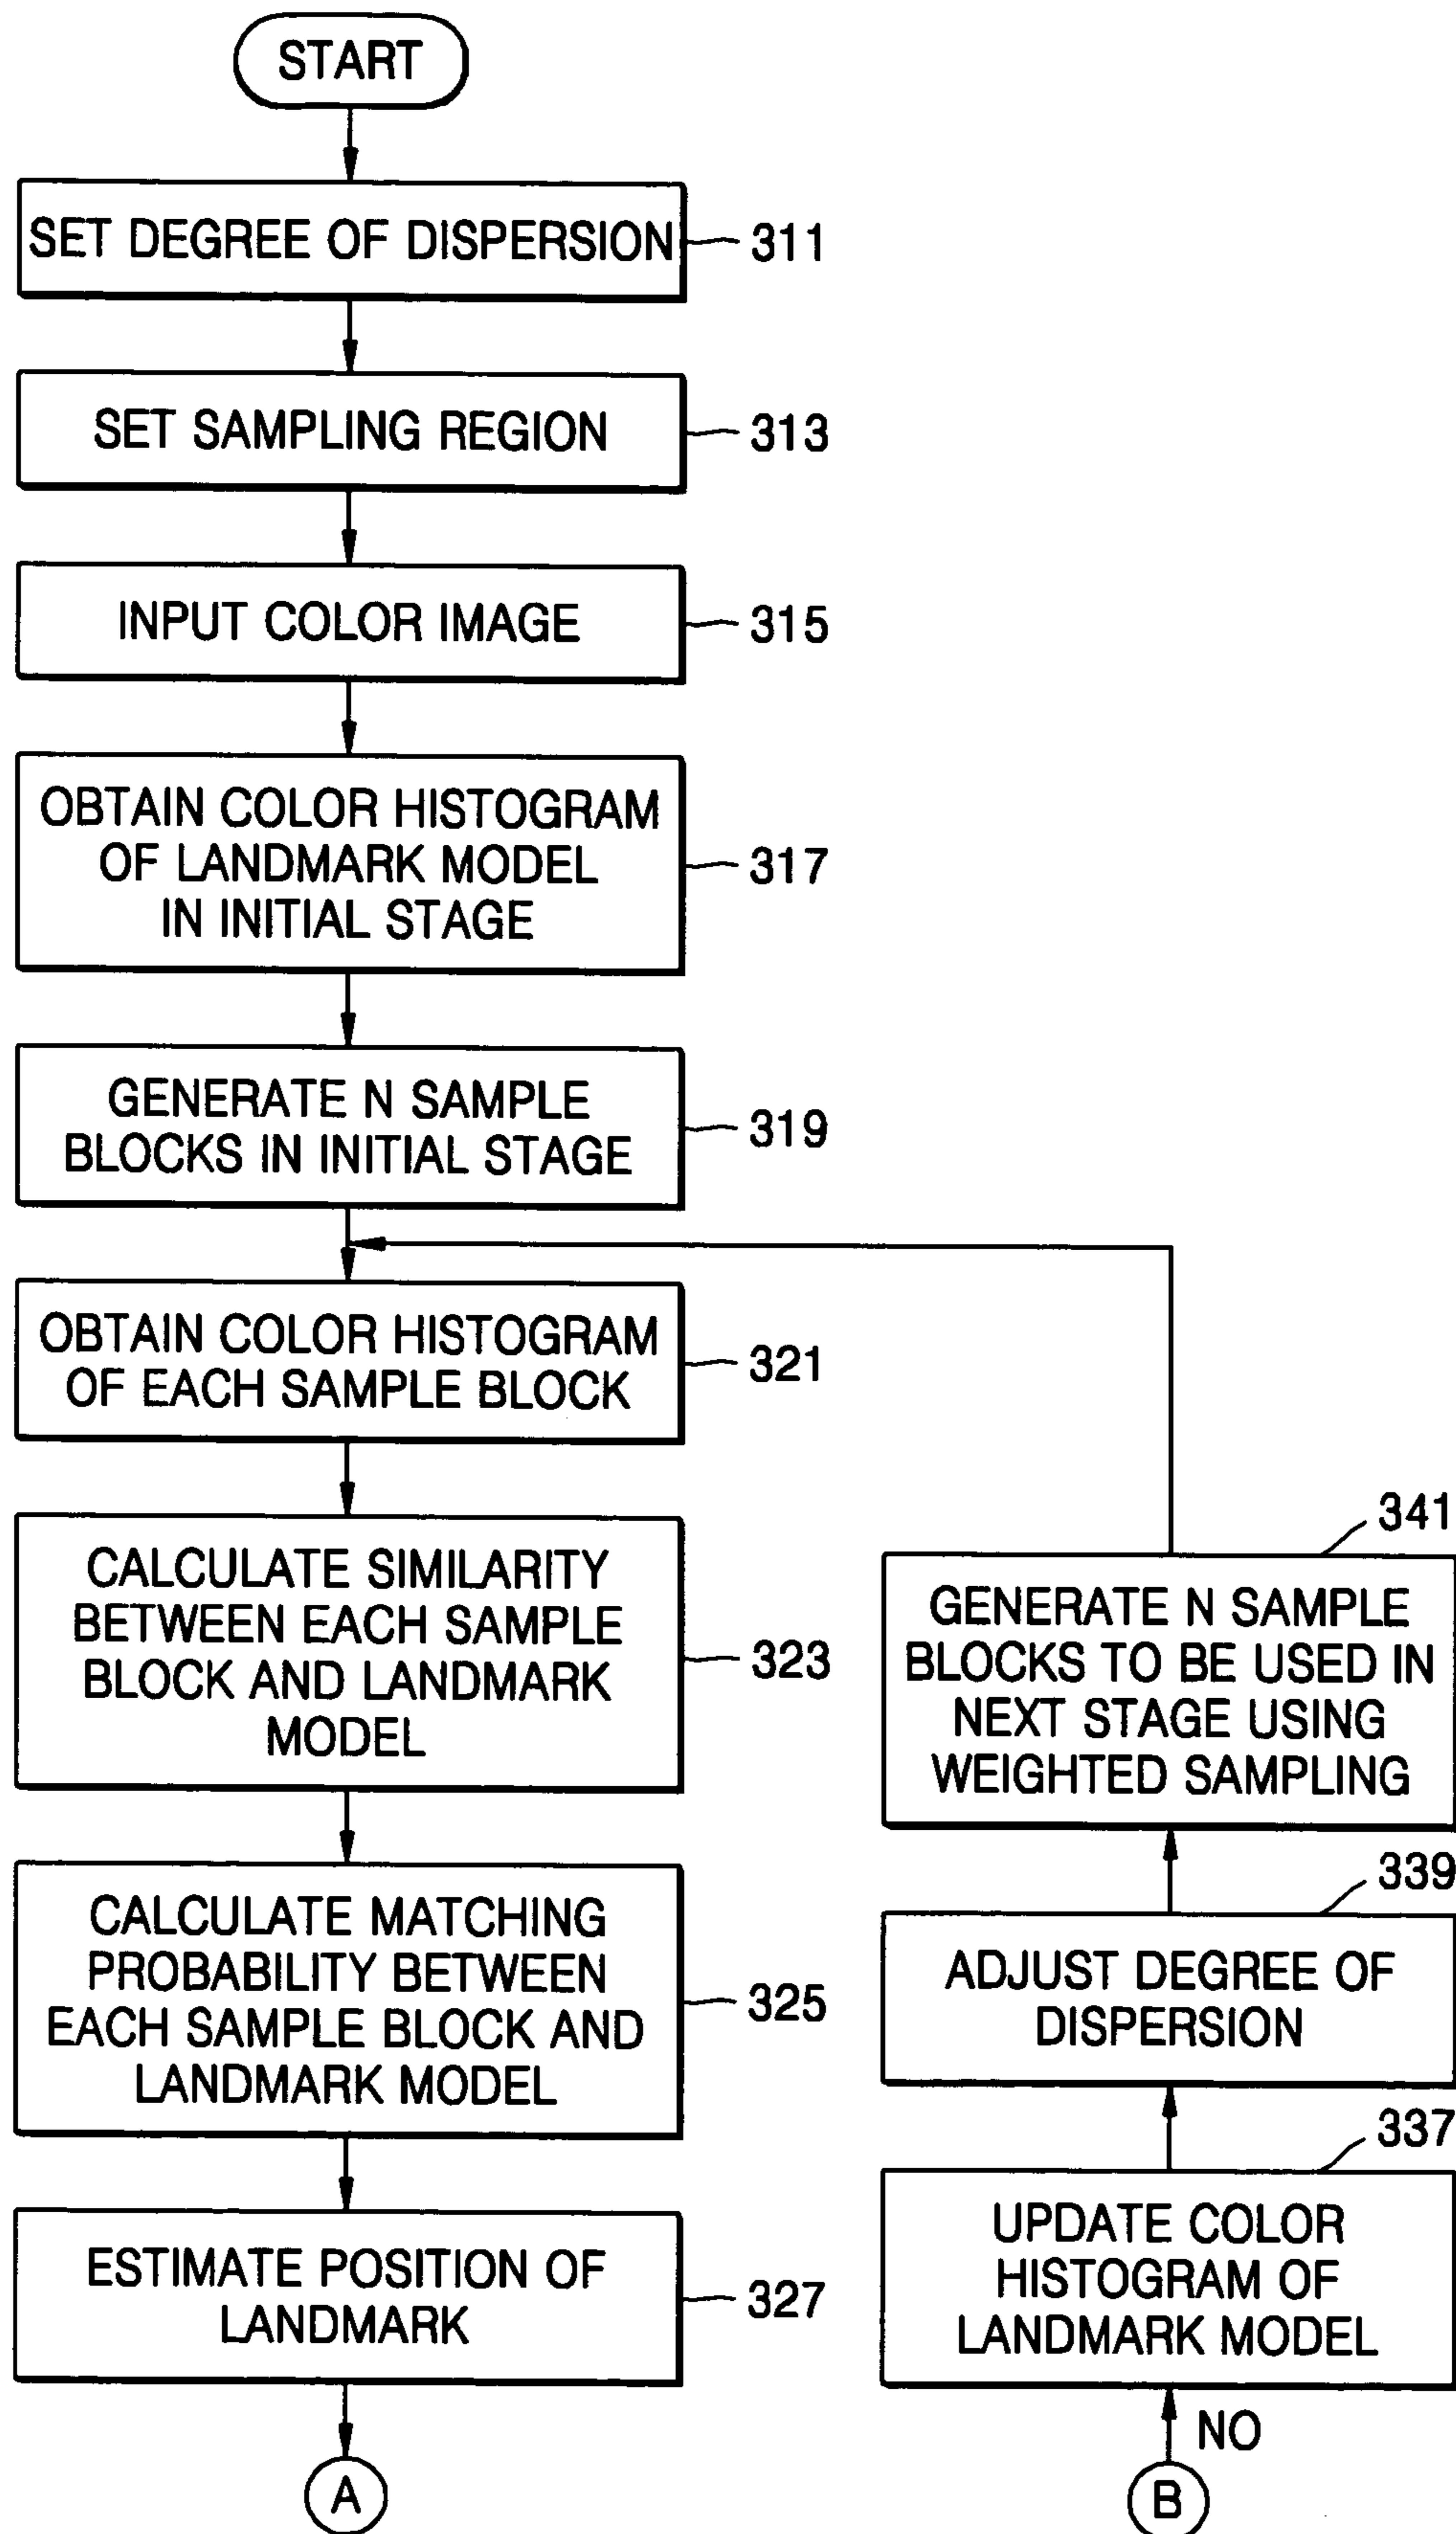 START
SET DEGREE OF DISPERSION
311
SET SAMPLING REGION
313
INPUT COLOR IMAGE
315
OBTAIN COLOR HISTOGRAM
OF LANDMARK MODEL
IN INITIAL STAGE
317
GENERATE N SAMPLE
BLOCKS IN INITIAL STAGE
319
OBTAIN COLOR HISTOGRAM
OF EACH SAMPLE BLOCK
321
CALCULATE SIMILARITY
BETWEEN EACH SAMPLE
BLOCK AND LANDMARK
MODEL
323
CALCULATE MATCHING
PROBABILITY BETWEEN
EACH SAMPLE BLOCK AND
LANDMARK MODEL
325
ESTIMATE POSITION OF
LANDMARK
327
A
341
GENERATE N SAMPLE
BLOCKS TO BE USED IN
NEXT STAGE USING
WEIGHTED SAMPLING
339
ADJUST DEGREE OF
DISPERSION
337
UPDATE COLOR
HISTOGRAM OF
LANDMARK MODEL
NO
B